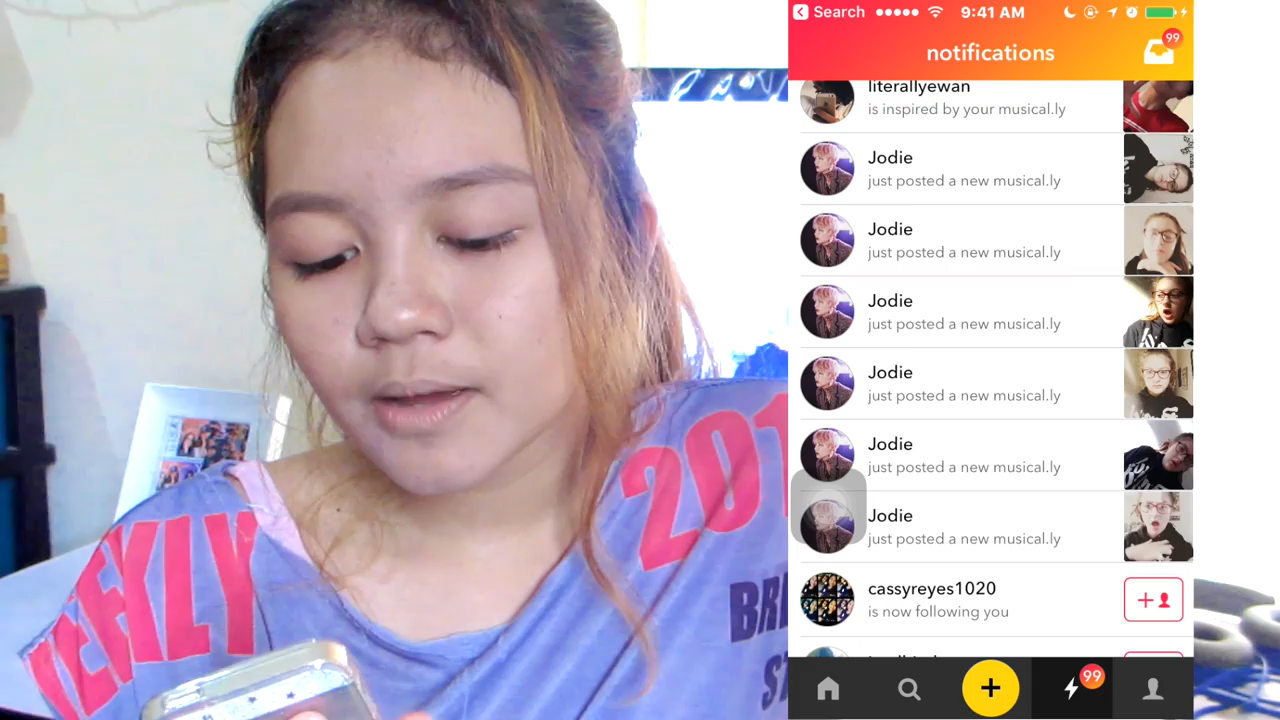 Search
9:41 AM
notifications
99
literallyewan
is inspired by your musical.ly
Jodie
just posted a new musical.ly
Jodie
just posted a new musical.ly
Jodie
just posted a new musical.ly
Jodie
just posted a new musical.ly
Jodie
just posted a new musical.ly
Jodie
just posted a new musical.ly
cassyreyes1020
is now following you
99
EEKLY
201
BR
S